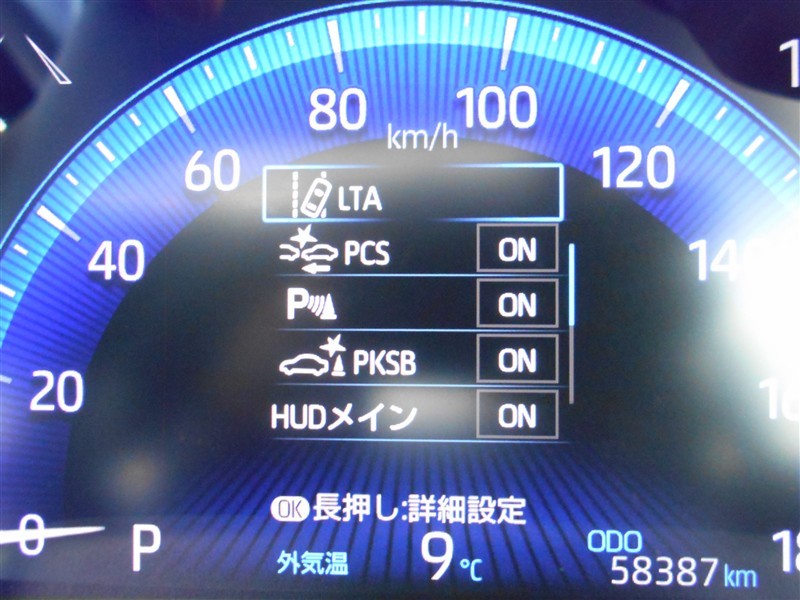 80
100
km/h
60
120
LTA
40
PCS ON
P ON
20
PKSB ON
HUDメイン ON
OK 長押し:詳細設定
0
P
外気温 9℃
ODO
58387 km